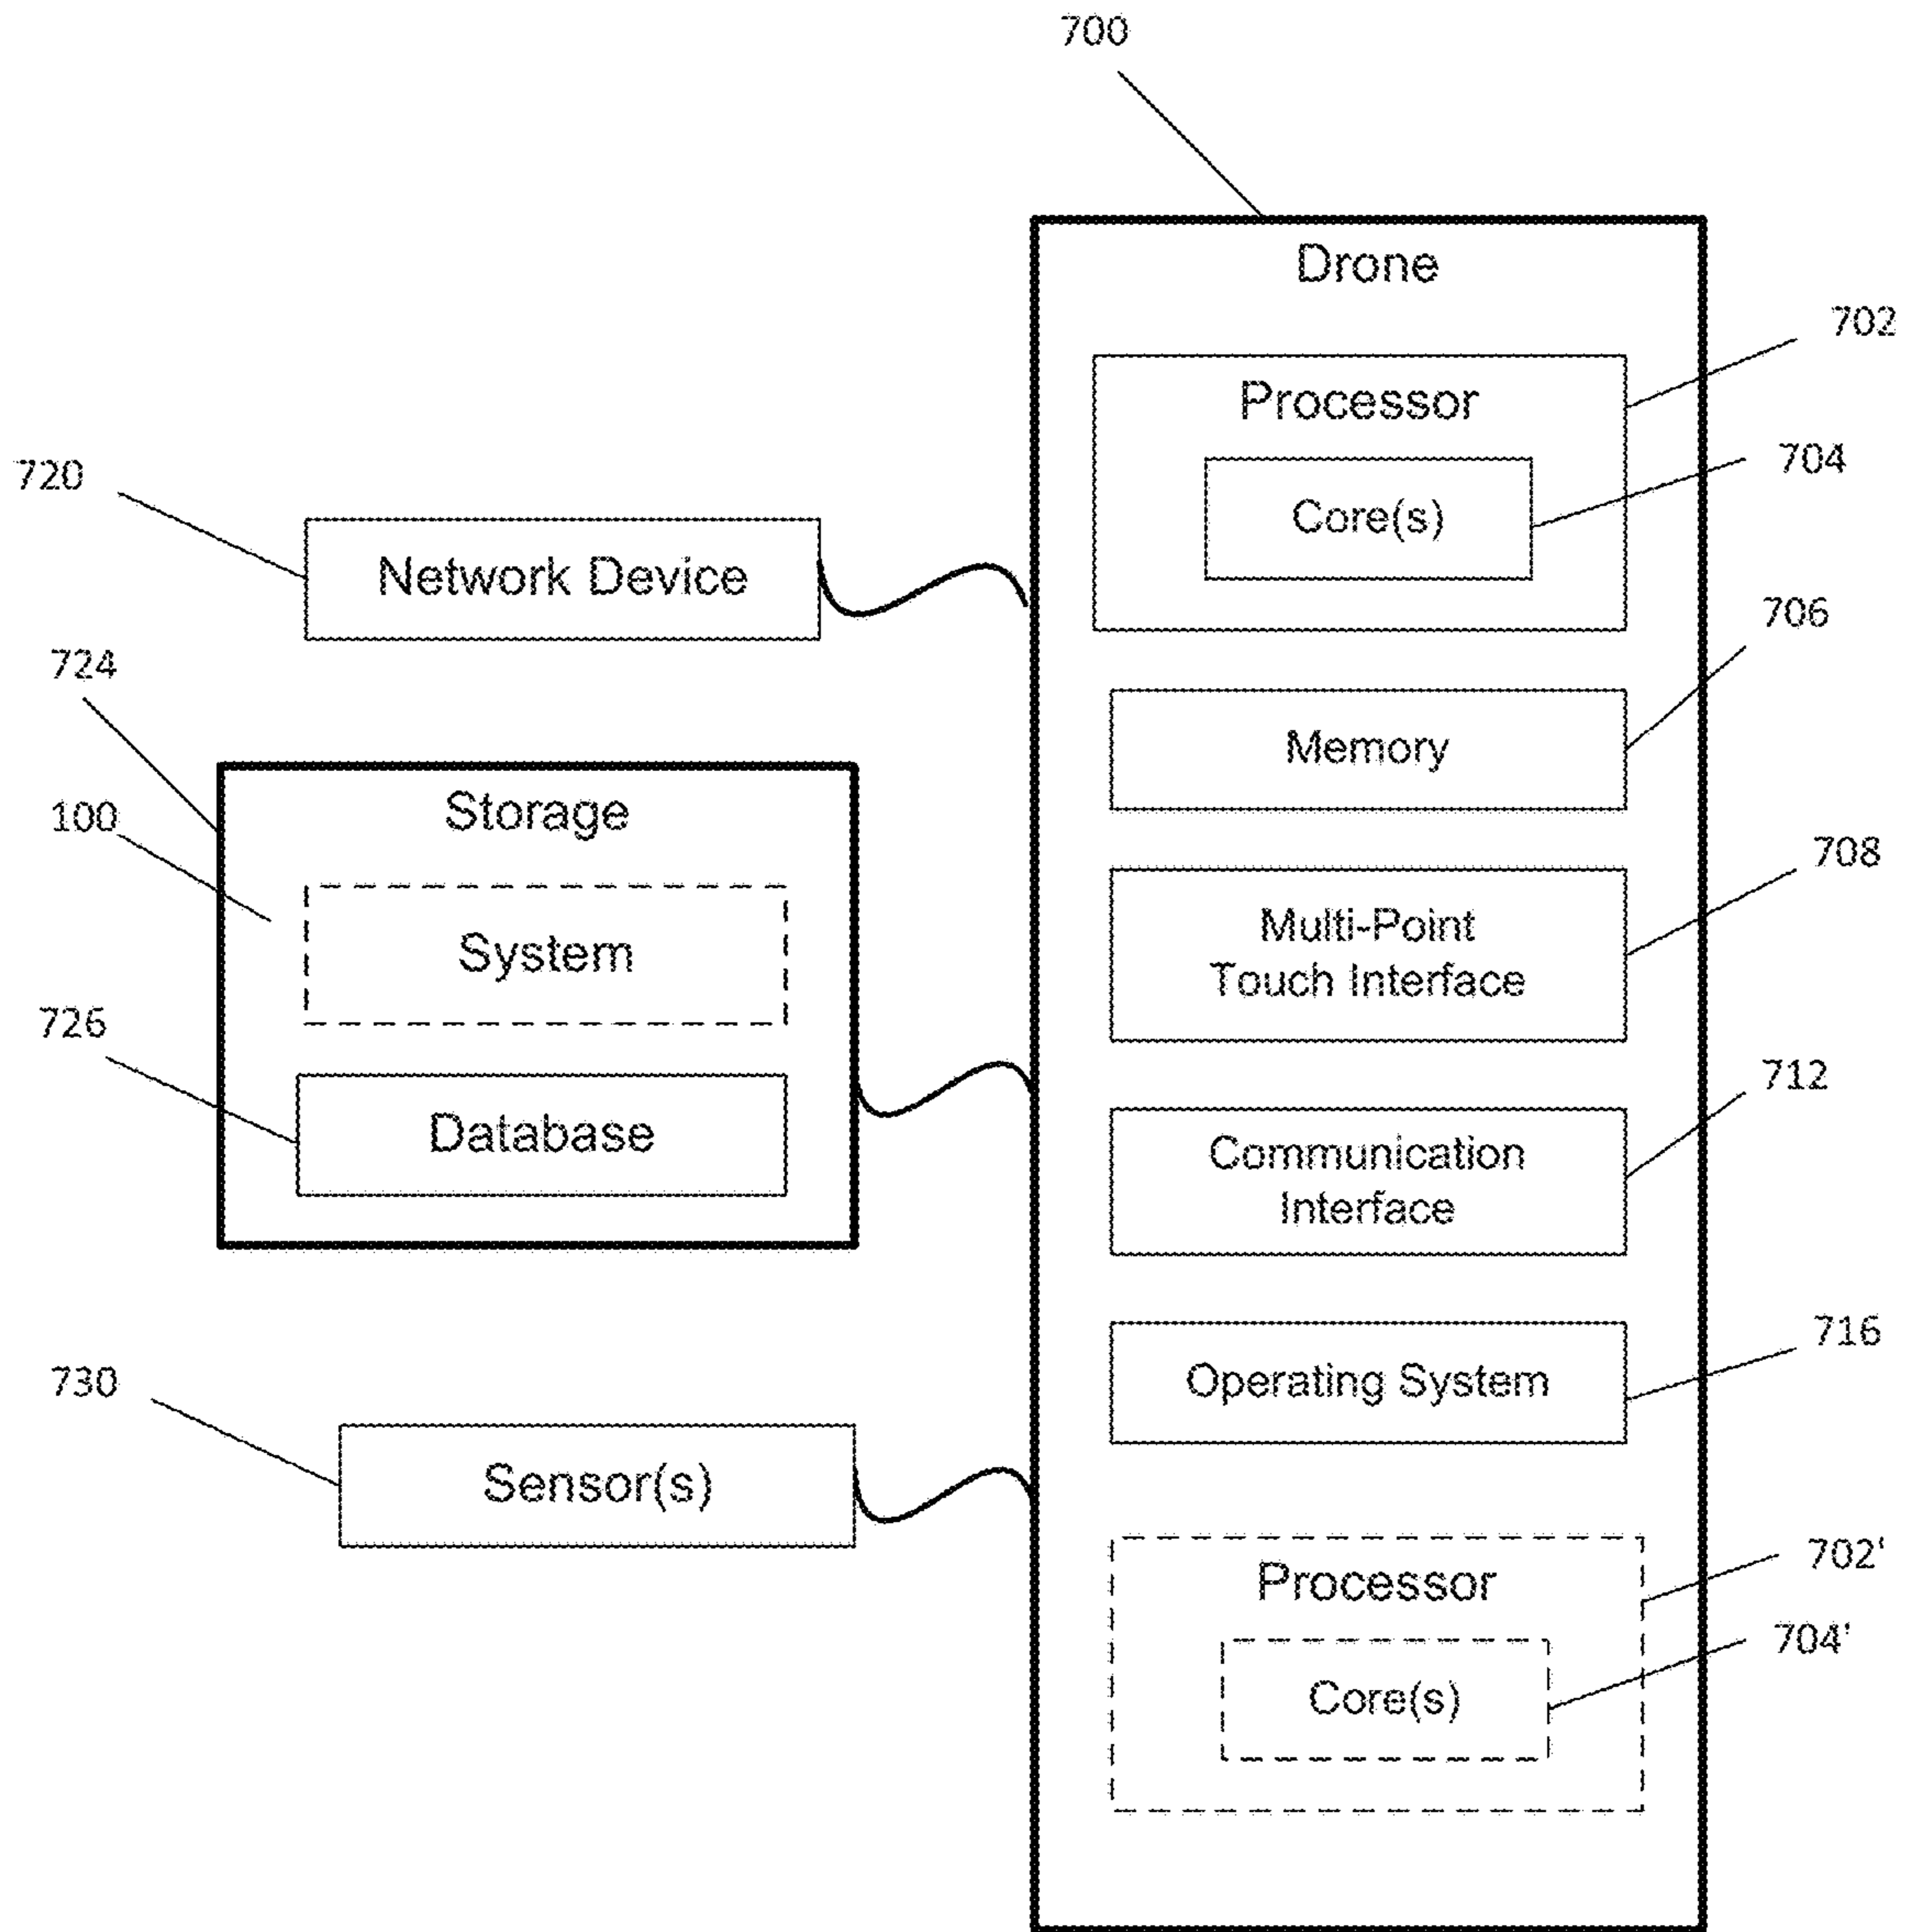 700
Drone
702
Processor
704
Core(s)
720
Network Device
706
Memory
724
Storage
100
System
708
Multi-Point
Touch Interface
726
Database
712
Communication
Interface
716
Operating System
730
Sensor(s)
702'
Processor
704'
Core(s)